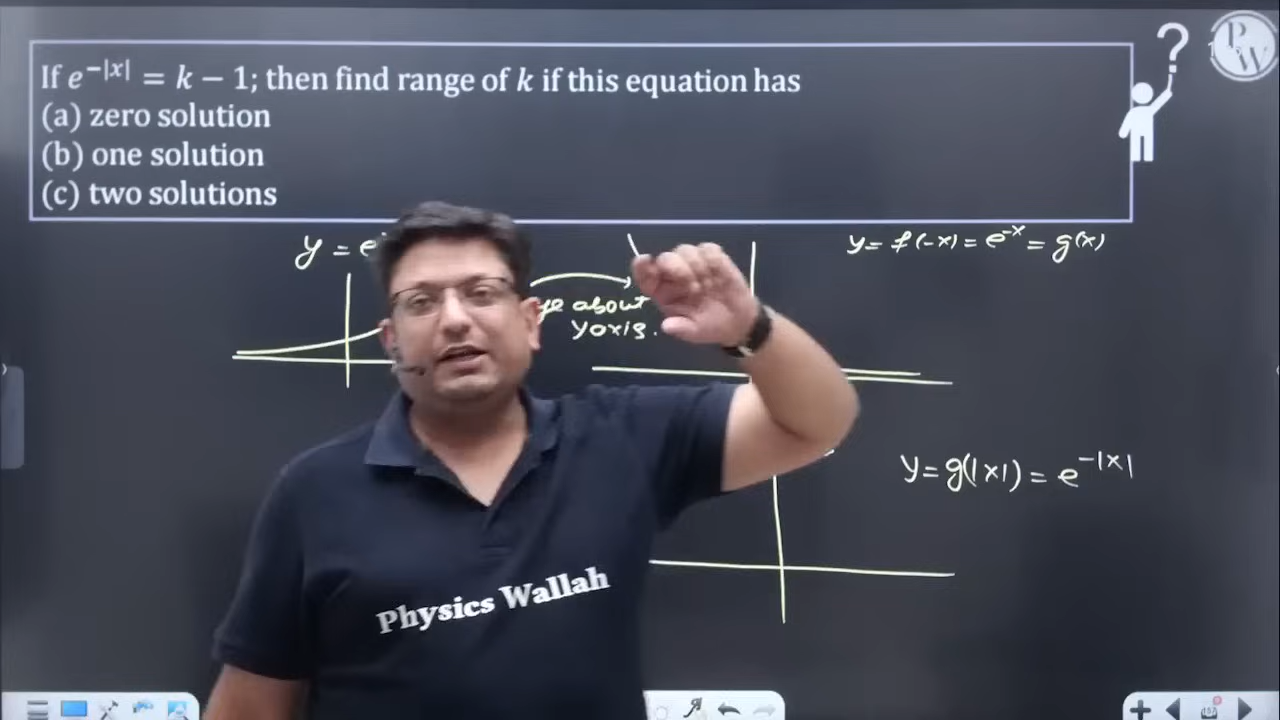 If e^{-|x|} = k − 1; then find range of k if this equation has
(a) zero solution
(b) one solution
(c) two solutions
P
W
?
y = e
about
y axis.
y = f(-x) = e^{-x} = g(x)
y = g(|x|) = e^{-|x|}
Physics Wallah